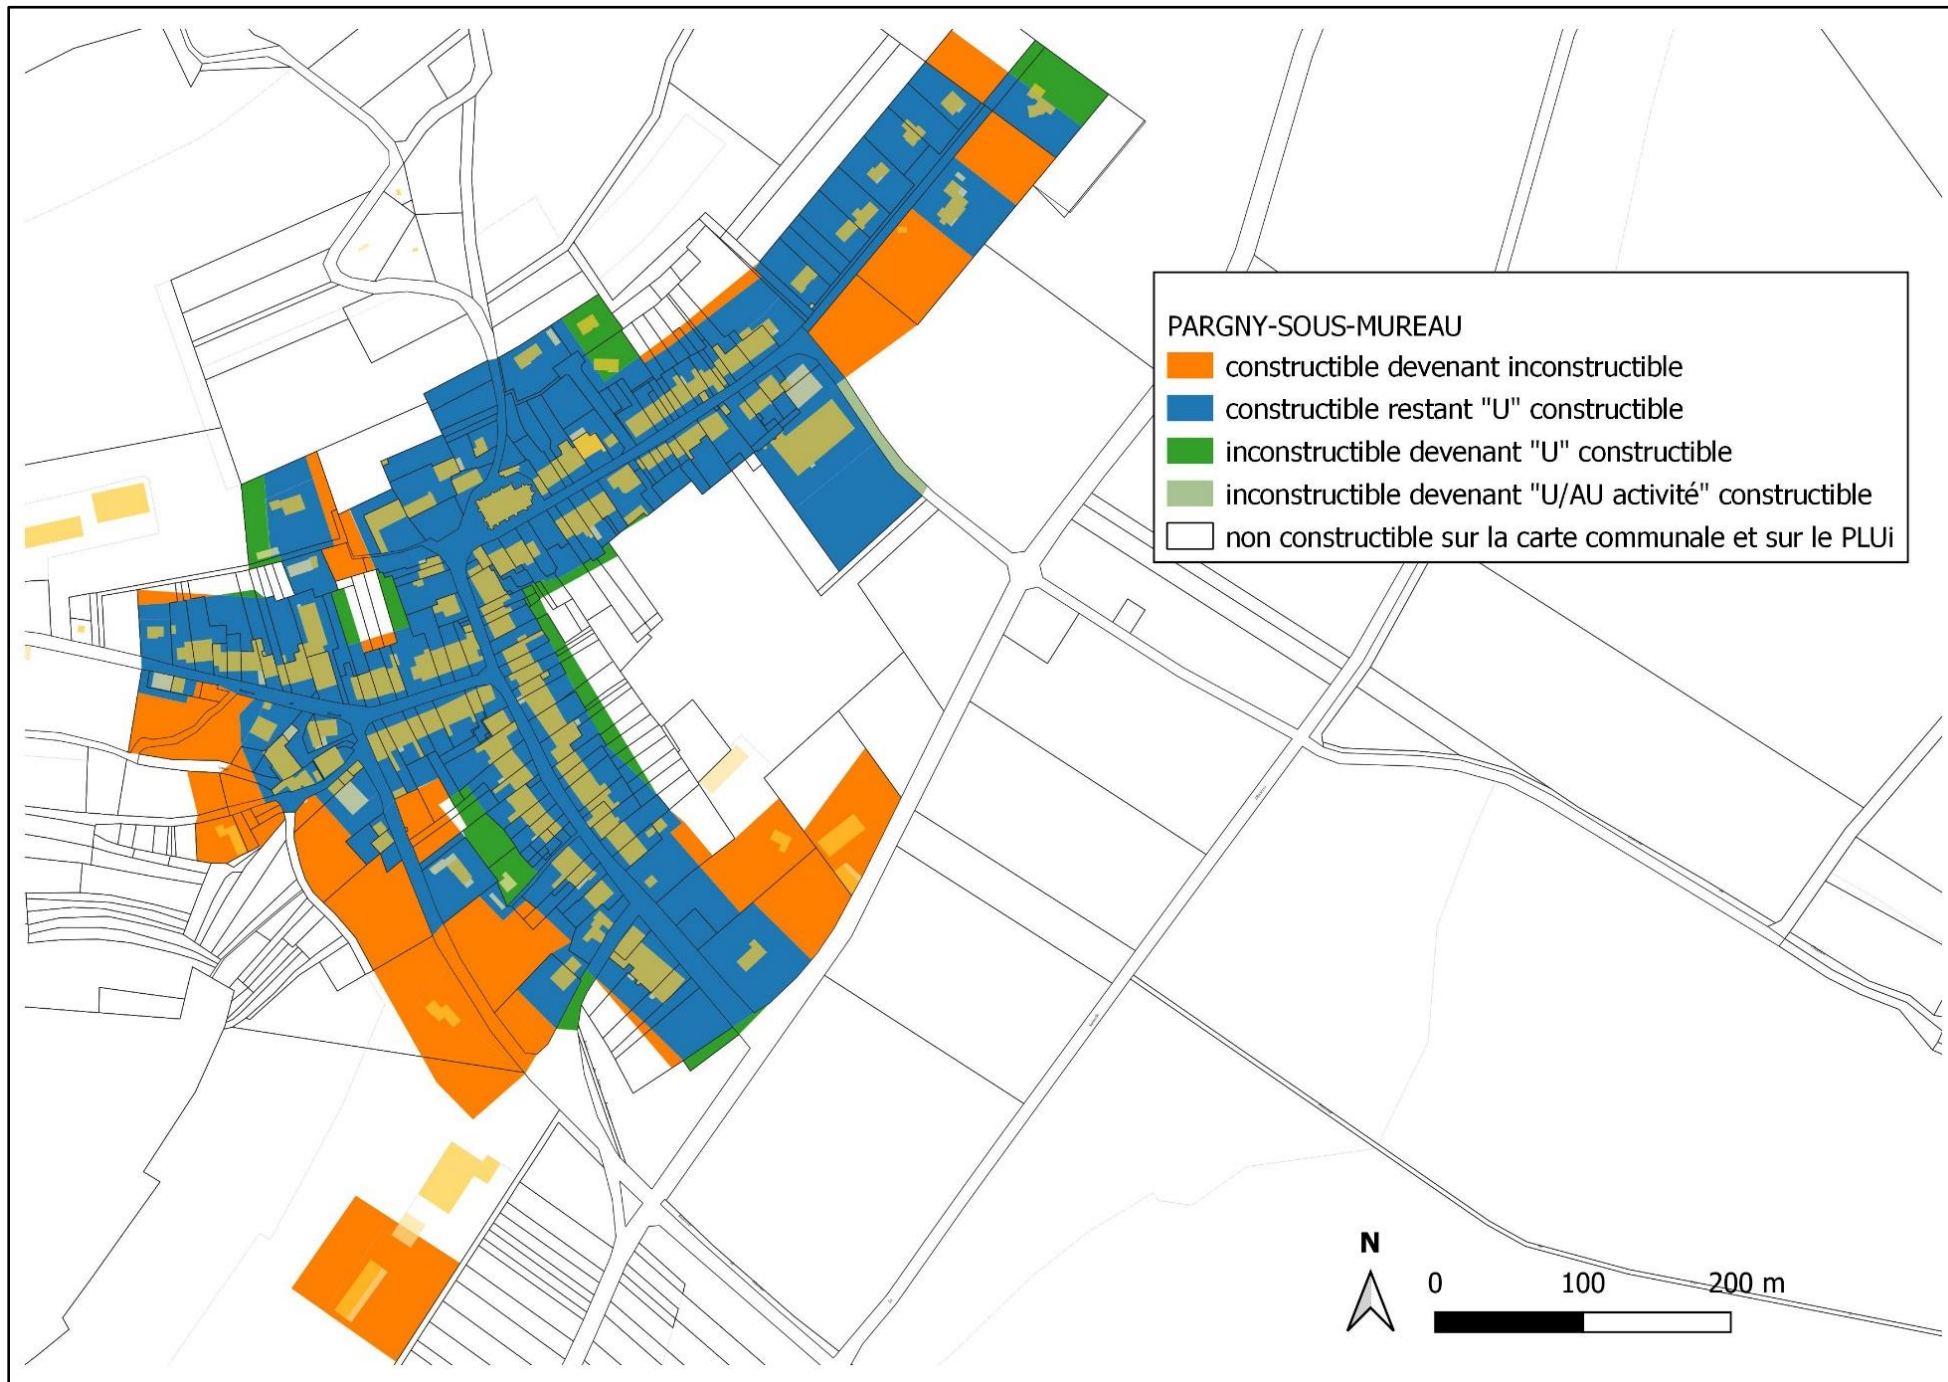 PARGNY-SOUS-MUREAU
constructible devenant inconstructible
constructible restant "U" constructible
inconstructible devenant "U" constructible
inconstructible devenant "U/AU activité" constructible
non constructible sur la carte communale et sur le PLUi
N
0 100 200 m